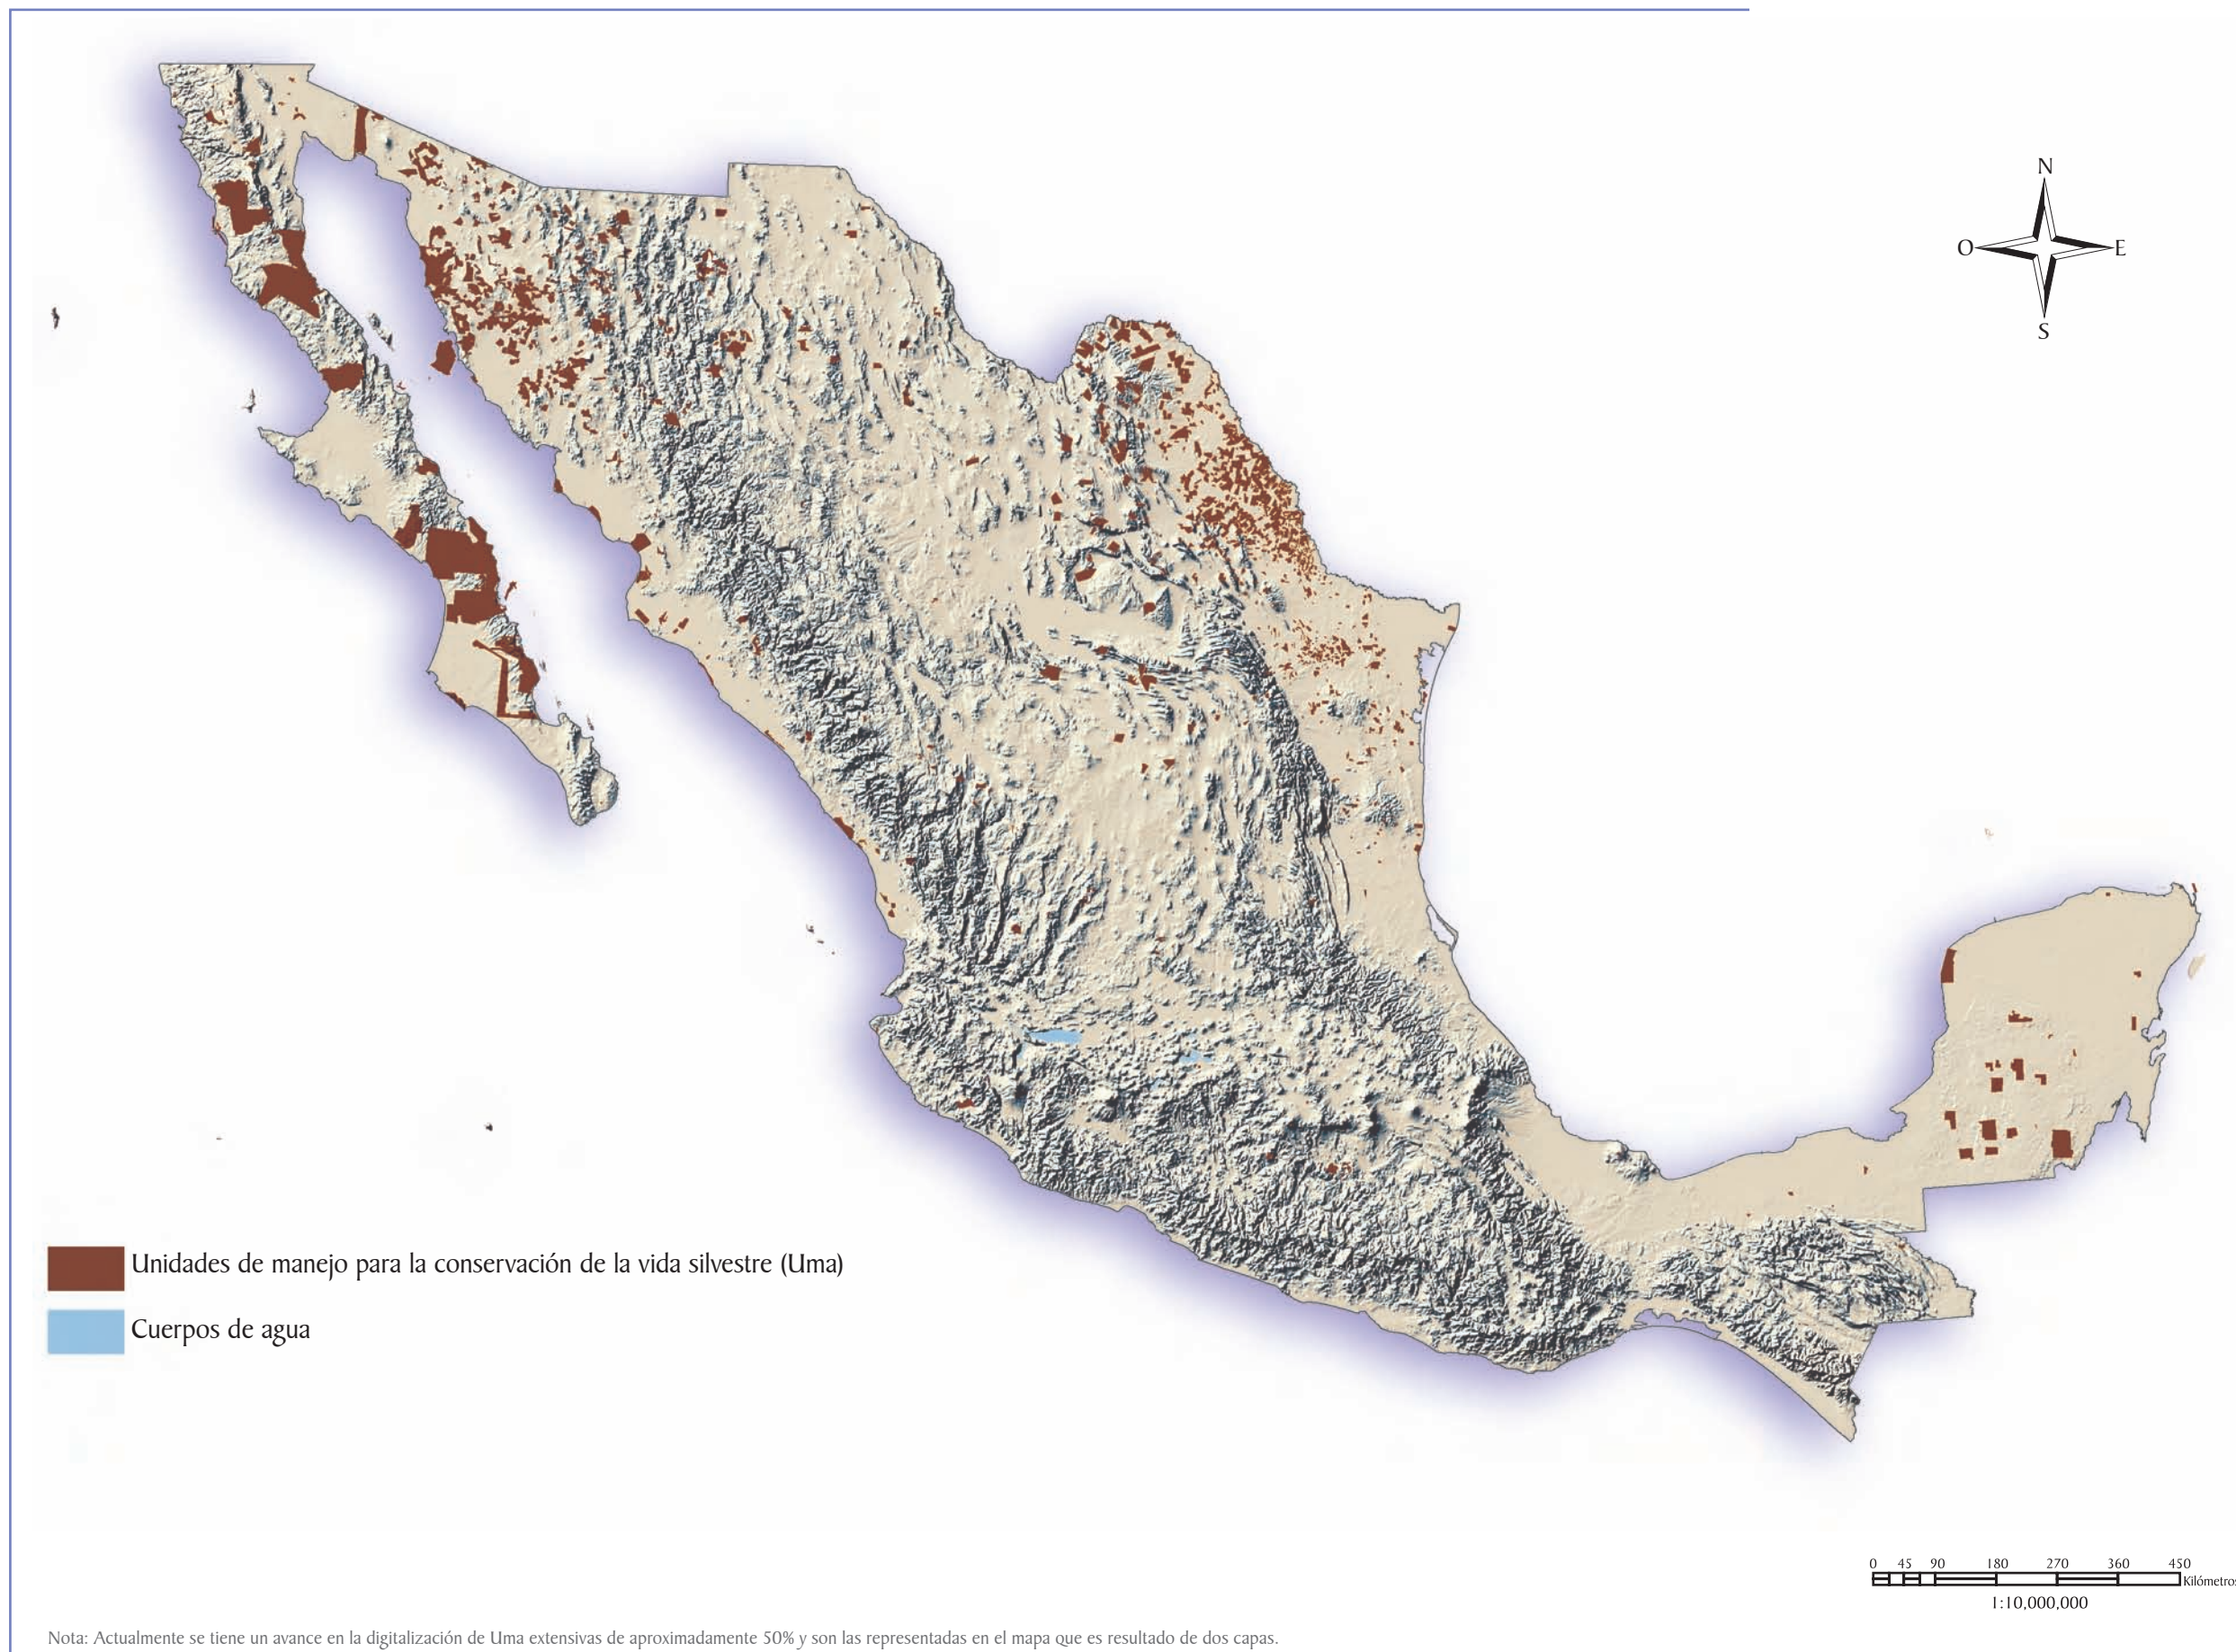 N
O
E
S
Unidades de manejo para la conservación de la vida silvestre (Uma)
Cuerpos de agua
0 45 90 180 270 360 450
Kilómetros
1:10,000,000
Nota: Actualmente se tiene un avance en la digitalización de Uma extensivas de aproximadamente 50% y son las representadas en el mapa que es resultado de dos capas.